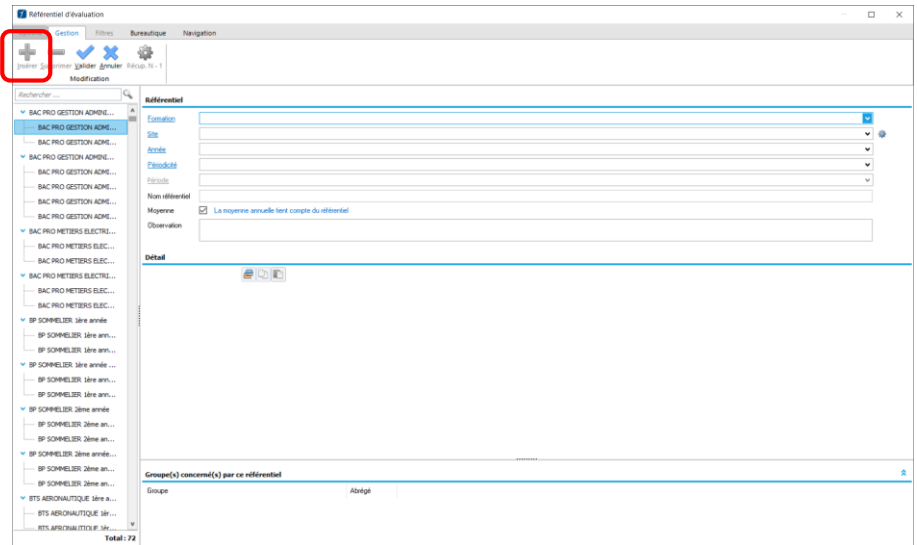 Référentiel d'évaluation
Gestion Filtres Bureautique Navigation
Insérer Supprimer Valider Annuler Récup. N - 1
Modification
Rechercher ...
BAC PRO GESTION ADMINI...
BAC PRO GESTION ADMI...
BAC PRO GESTION ADMI...
BAC PRO GESTION ADMINI...
BAC PRO GESTION ADMI...
BAC PRO GESTION ADMI...
BAC PRO GESTION ADMI...
BAC PRO GESTION ADMI...
BAC PRO METIERS ELECTRI...
BAC PRO METIERS ELEC...
BAC PRO METIERS ELEC...
BAC PRO METIERS ELECTRI...
BAC PRO METIERS ELEC...
BAC PRO METIERS ELEC...
BP SOMMELIER 1ère année
BP SOMMELIER 1ère ann...
BP SOMMELIER 1ère ann...
BP SOMMELIER 1ère année ...
BP SOMMELIER 1ère ann...
BP SOMMELIER 1ère ann...
BP SOMMELIER 2ème année
BP SOMMELIER 2ème an...
BP SOMMELIER 2ème an...
BP SOMMELIER 2ème année...
BP SOMMELIER 2ème an...
BP SOMMELIER 2ème an...
BTS AERONAUTIQUE 1ère a...
BTS AERONAUTIQUE 1èr...
BTS AERONAUTIQUE 1èr...
Total : 72
Référentiel
Formation
Site
Année
Périodicité
Période
Nom référentiel
Moyenne La moyenne annuelle tient compte du référentiel
Observation
Détail
Groupe(s) concerné(s) par ce référentiel
Groupe Abrégé